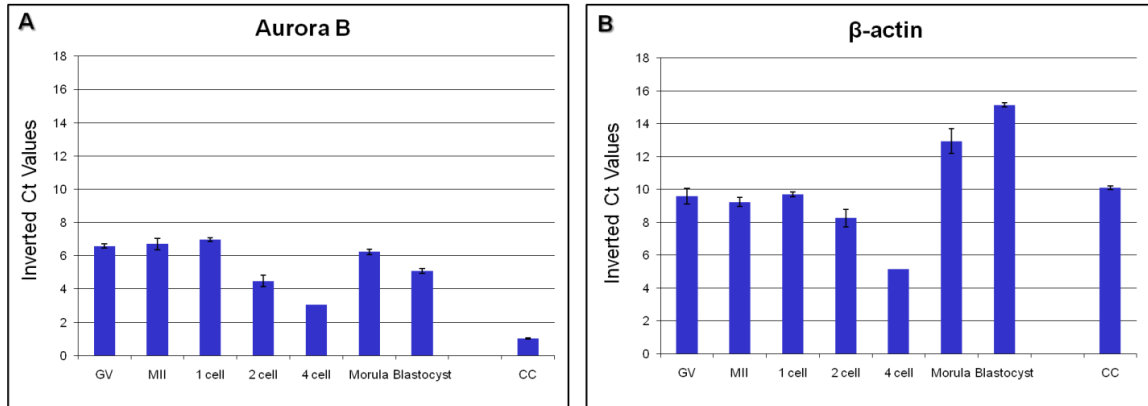 A
Aurora B
Inverted Ct Values
18
16
14
12
10
8
6
4
2
0
GV MII 1 cell 2 cell 4 cell Morula Blastocyst CC
B
β-actin
Inverted Ct Values
18
16
14
12
10
8
6
4
2
0
GV MII 1 cell 2 cell 4 cell Morula Blastocyst CC